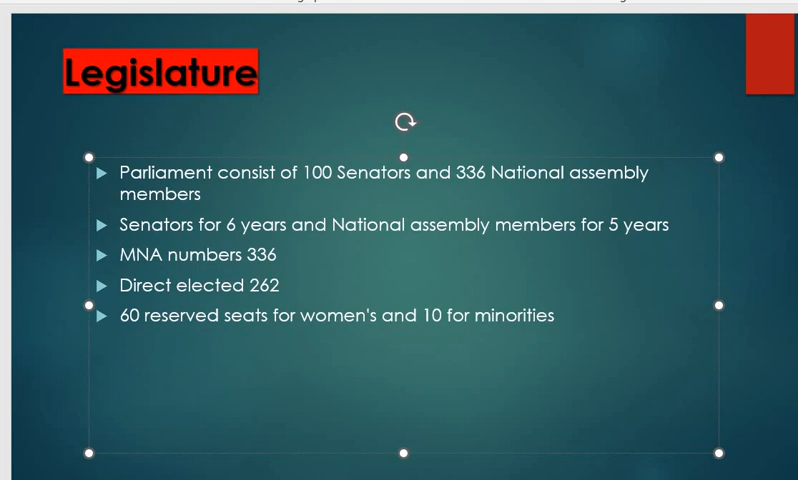 Legislature
Parliament consist of 100 Senators and 336 National assembly
members
Senators for 6 years and National assembly members for 5 years
MNA numbers 336
Direct elected 262
60 reserved seats for women's and 10 for minorities